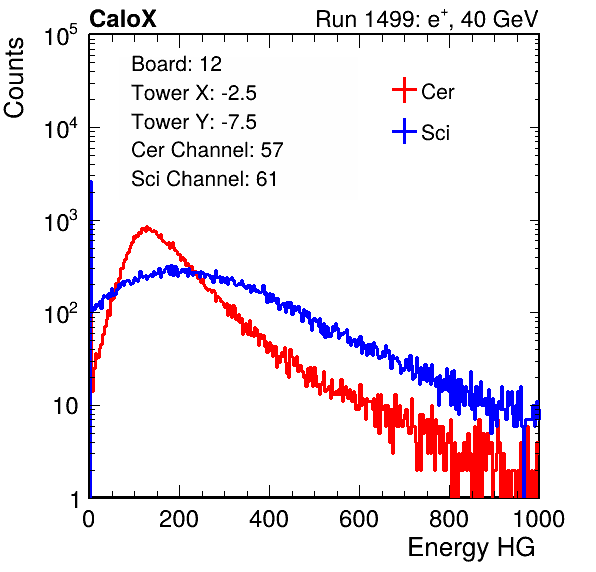 CaloX Run 1499: e⁺, 40 GeV
Counts
10⁵
10⁴
10³
10²
10
1
Board: 12
Tower X: -2.5
Tower Y: -7.5
Cer Channel: 57
Sci Channel: 61
Cer
Sci
0 200 400 600 800 1000
Energy HG